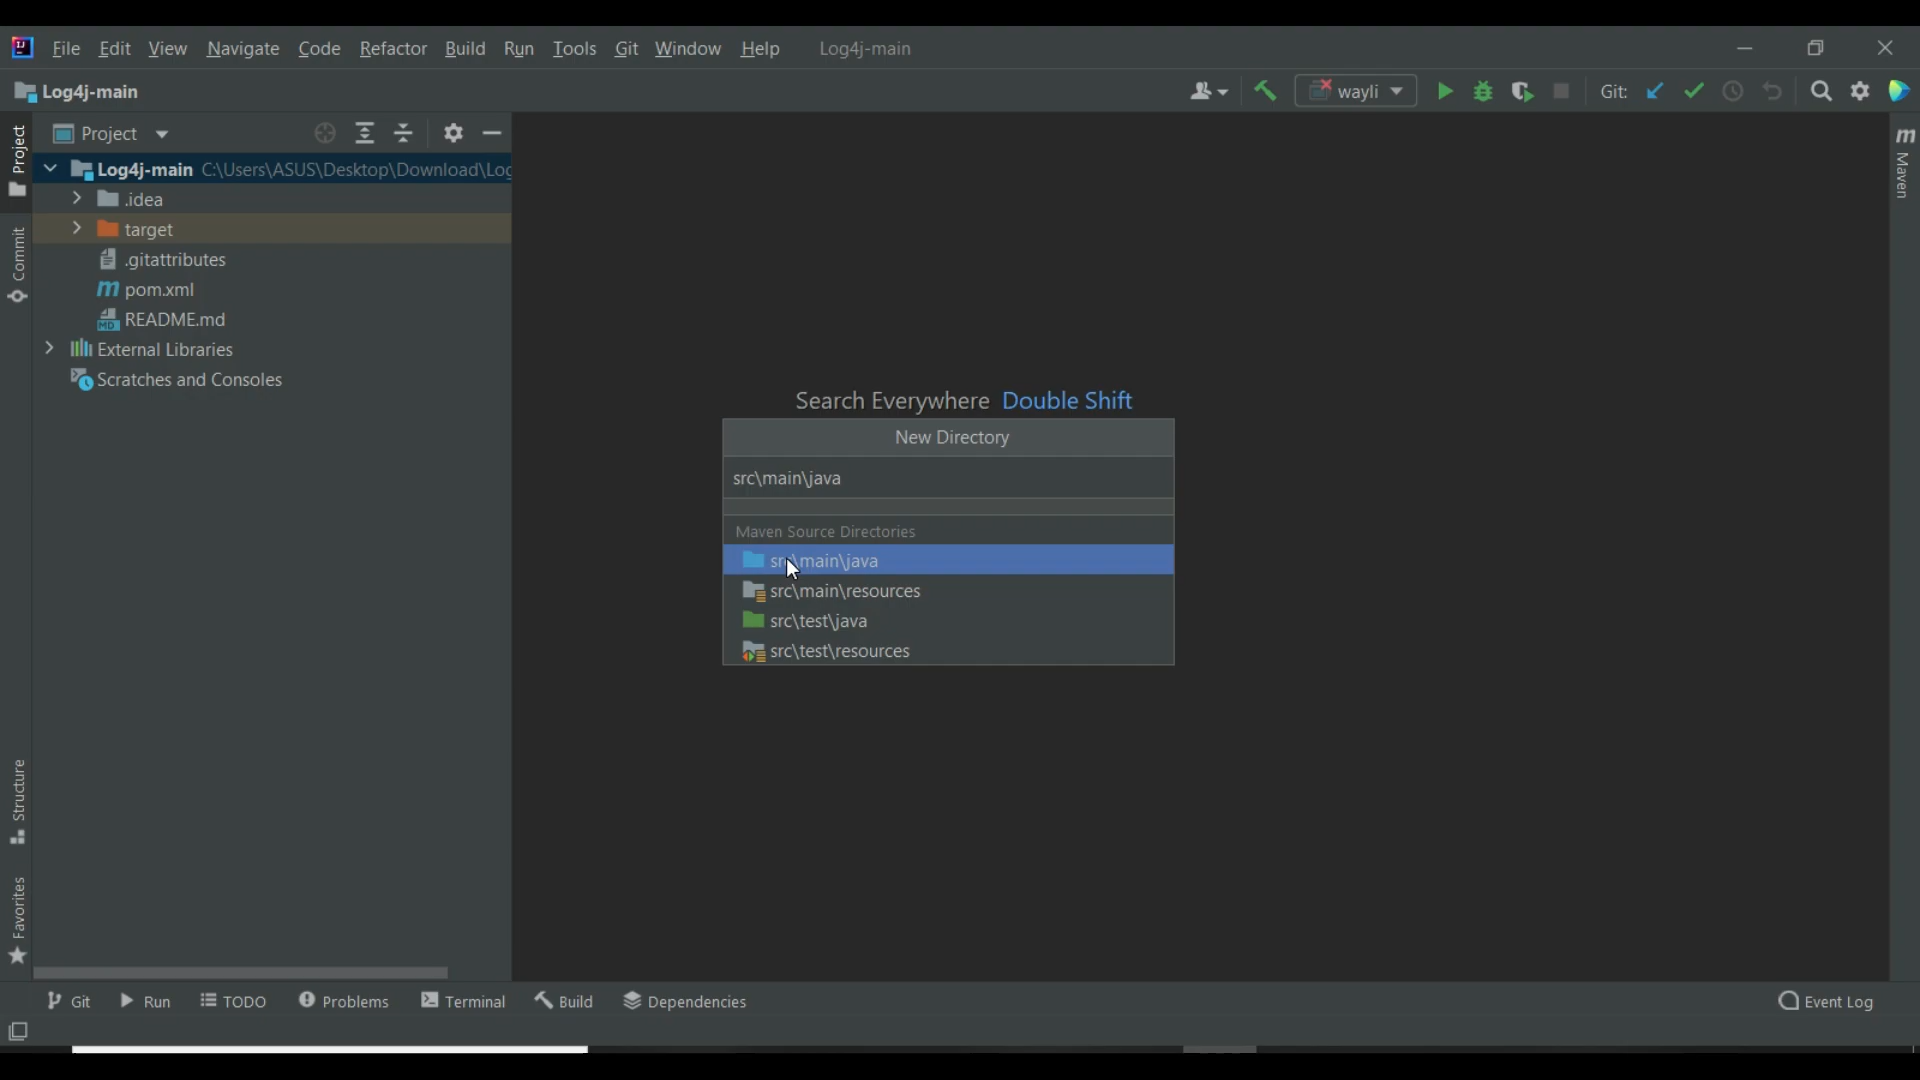 File Edit View Navigate Code Refactor Build Run Tools Git Window Help Log4j-main
Log4j-main
wayli
Git:
Project
Project
Log4j-main C:\Users\ASUS\Desktop\Download\Log
.idea
target
.gitattributes
pom.xml
README.md
External Libraries
Scratches and Consoles
Commit
Structure
Favorites
Maven
Search Everywhere Double Shift
New Directory
src\main\java
Maven Source Directories
src\main\java
src\main\resources
src\test\java
src\test\resources
Git Run TODO Problems Terminal Build Dependencies Event Log